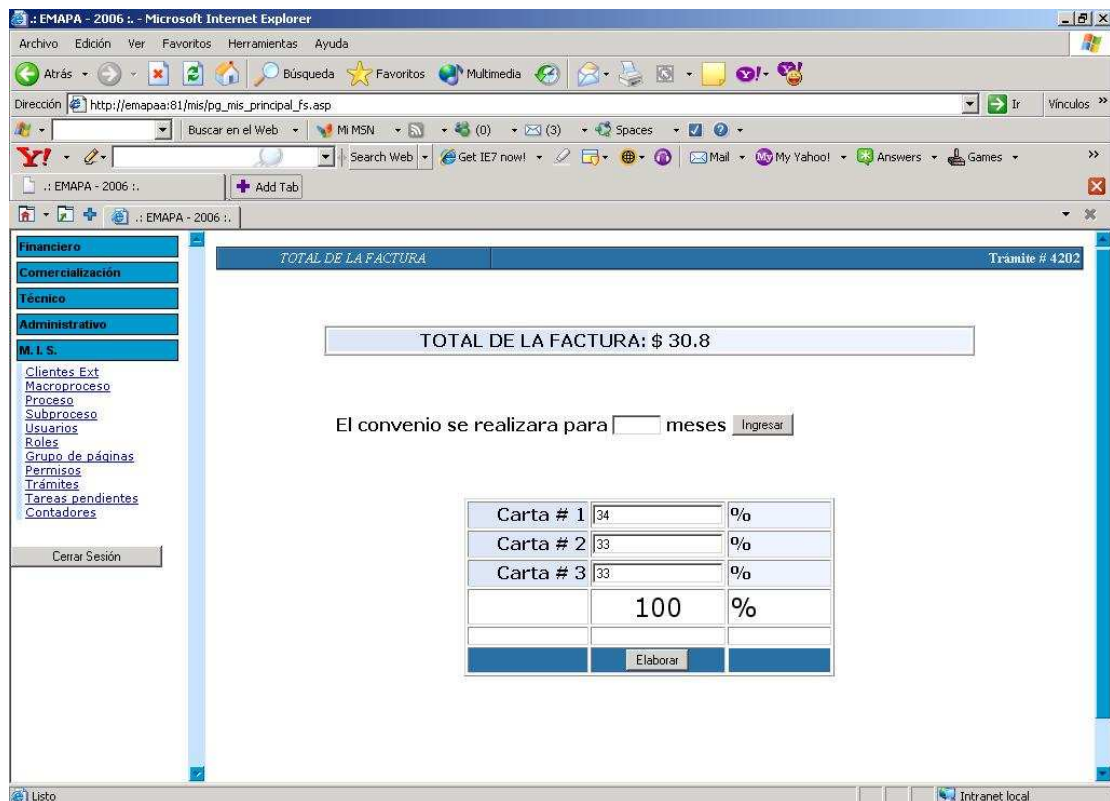 .: EMAPA - 2006 :. - Microsoft Internet Explorer
Archivo Edición Ver Favoritos Herramientas Ayuda
Atrás Búsqueda Favoritos Multimedia
Dirección http://emapaa:81/mis/pg_mis_principal_fs.asp Ir Vínculos »
Buscar en el Web Mi MSN (0) (3) Spaces
Y! Search Web Get IE7 now! Mail My Yahoo! Answers Games »
.: EMAPA - 2006 :. Add Tab
.: EMAPA - 2006 :.
Financiero
Comercialización
Técnico
Administrativo
M. I. S.
Clientes Ext
Macroproceso
Proceso
Subproceso
Usuarios
Roles
Grupo de páginas
Permisos
Trámites
Tareas pendientes
Contadores
Cerrar Sesión
TOTAL DE LA FACTURA Trámite # 4202
TOTAL DE LA FACTURA: $ 30.8
El convenio se realizara para meses Ingresar
Carta # 1 34 %
Carta # 2 33 %
Carta # 3 33 %
100 %
Elaborar
Listo Intranet local